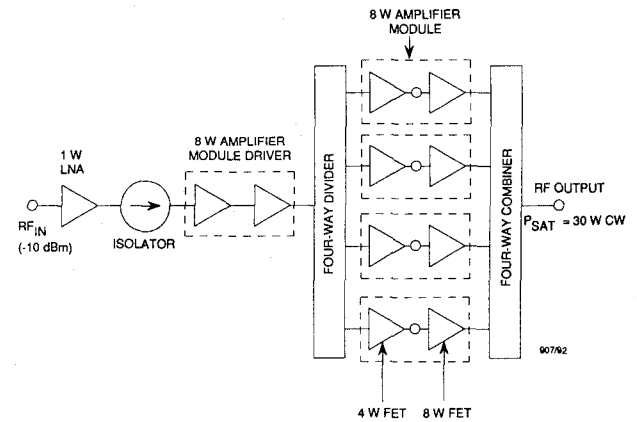 8 W AMPLIFIER
MODULE
1 W
LNA
8 W AMPLIFIER
MODULE DRIVER
RF IN
(-10 dBm)
ISOLATOR
FOUR-WAY DIVIDER
FOUR-WAY COMBINER
RF OUTPUT
P SAT = 30 W CW
907/92
4 W FET
8 W FET